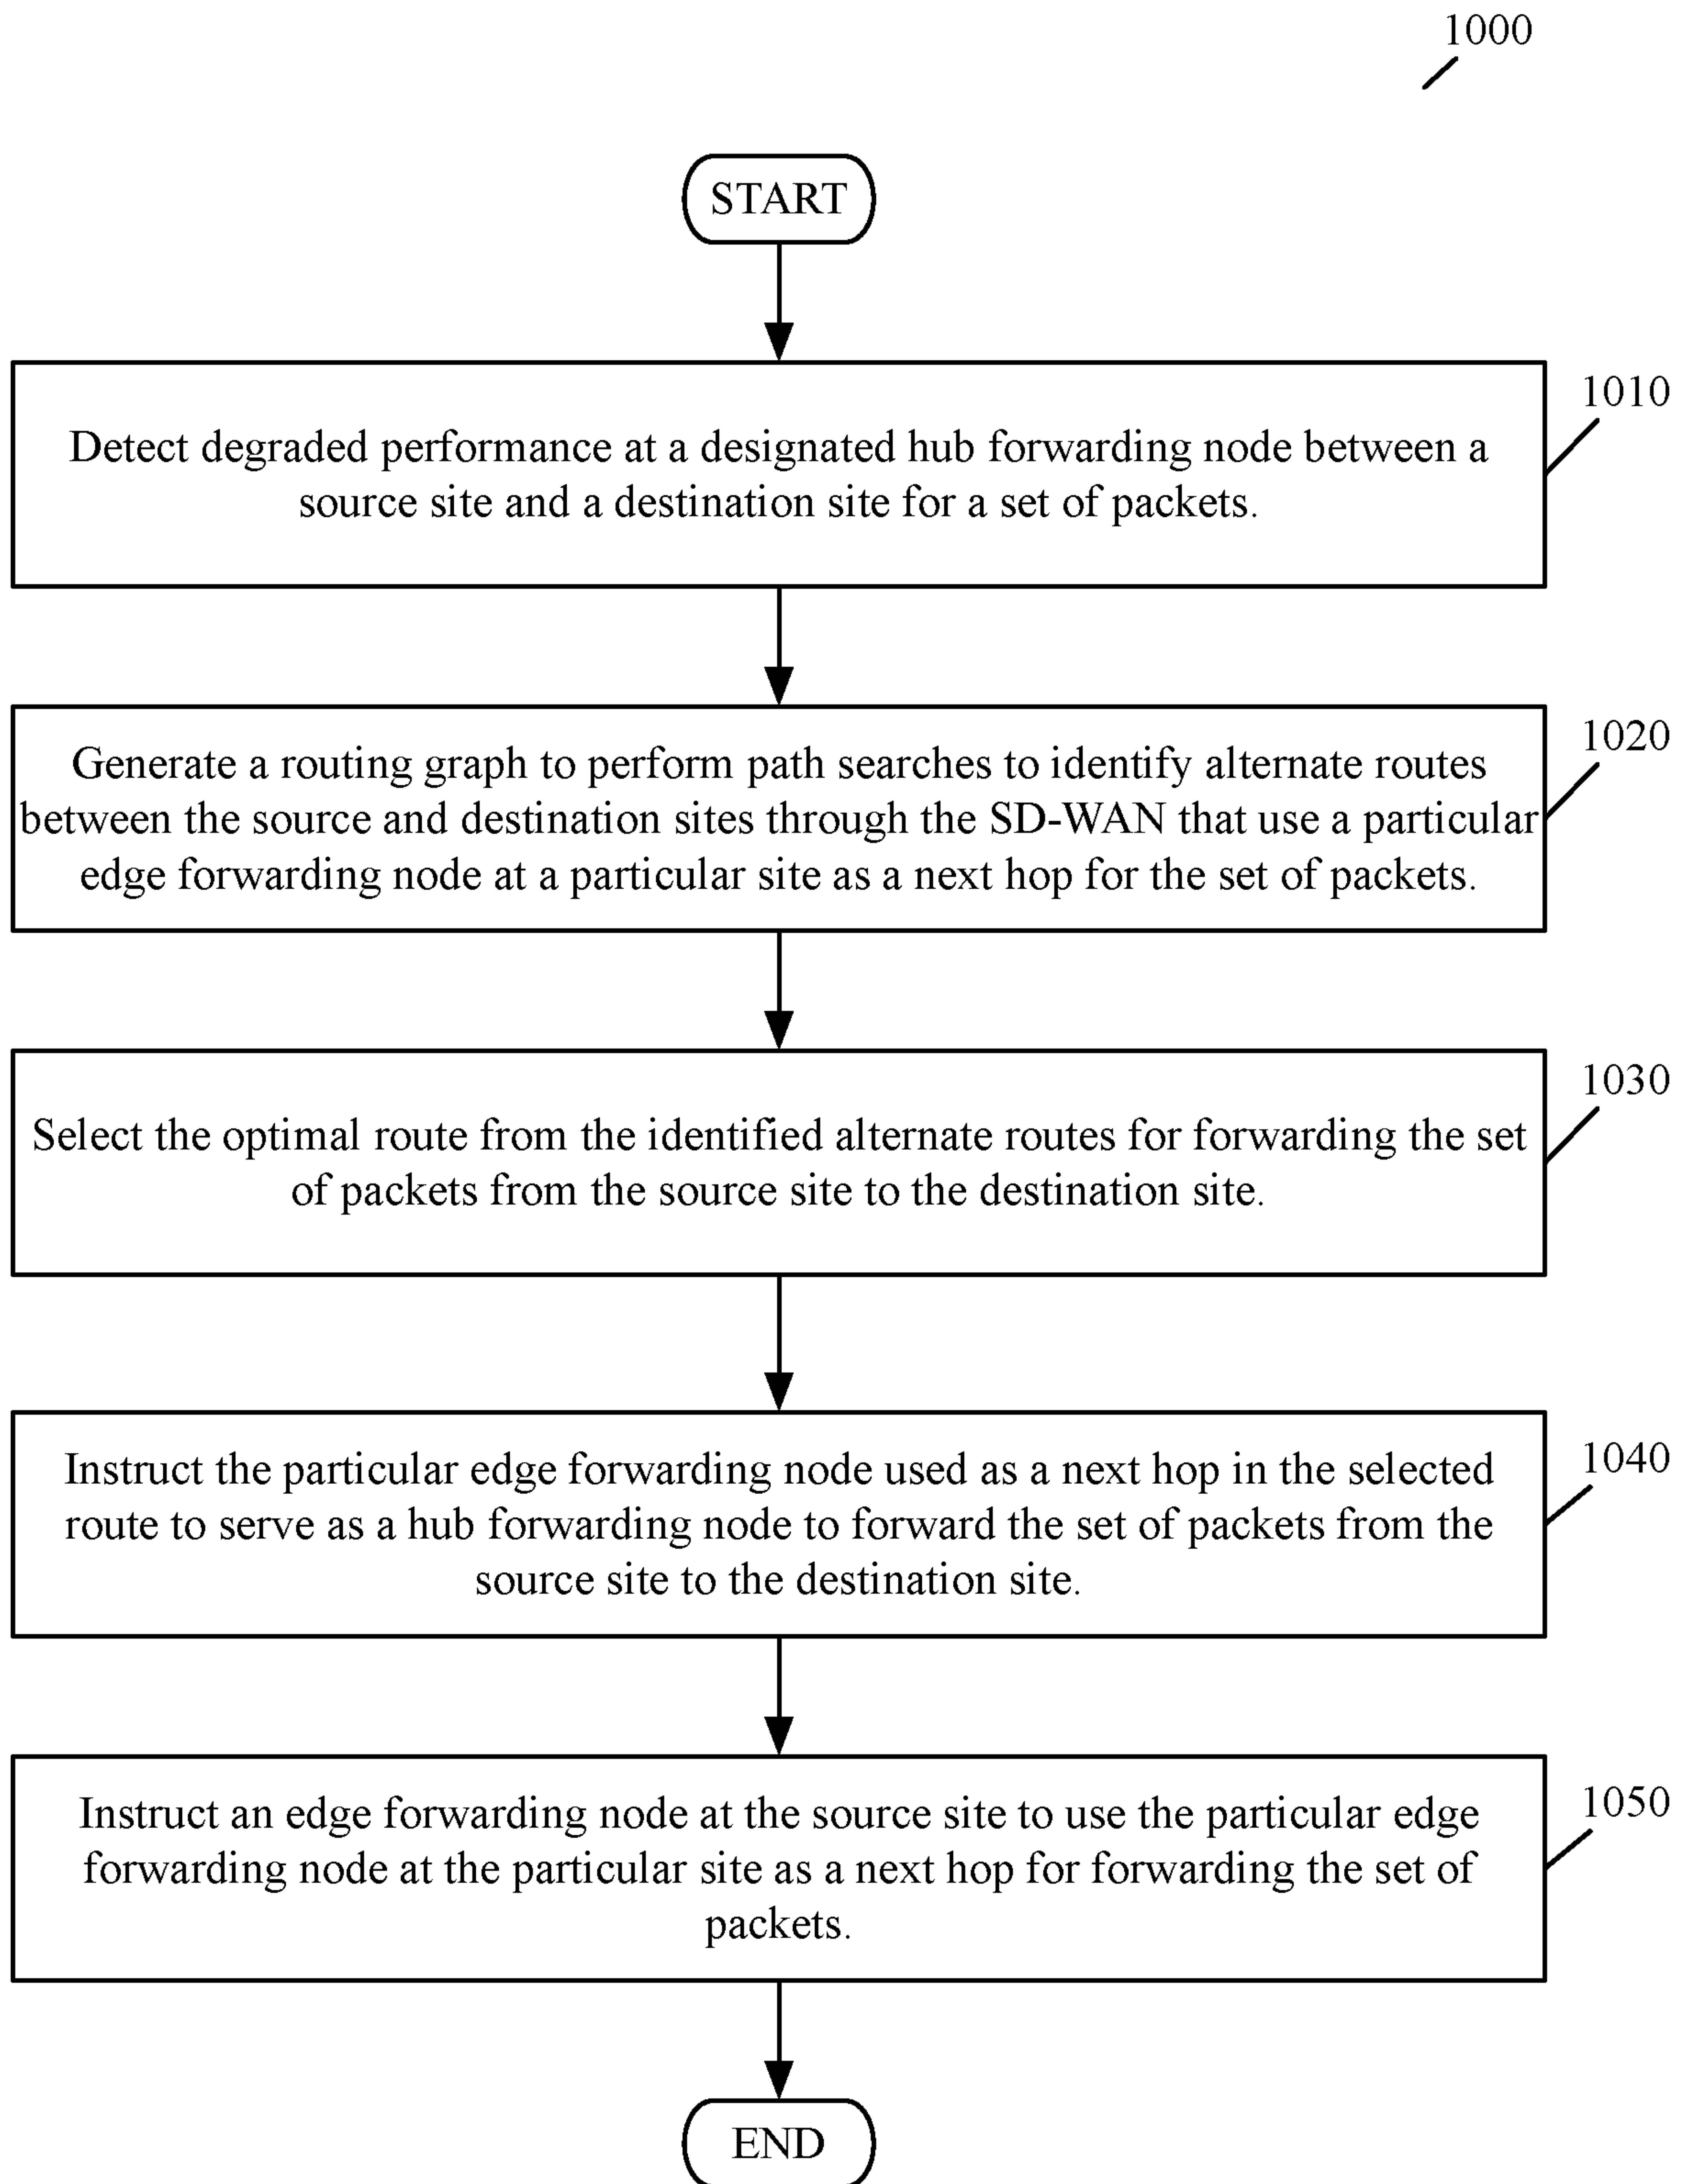 1000
START
1010
Detect degraded performance at a designated hub forwarding node between a
source site and a destination site for a set of packets.
1020
Generate a routing graph to perform path searches to identify alternate routes
between the source and destination sites through the SD-WAN that use a particular
edge forwarding node at a particular site as a next hop for the set of packets.
1030
Select the optimal route from the identified alternate routes for forwarding the set
of packets from the source site to the destination site.
1040
Instruct the particular edge forwarding node used as a next hop in the selected
route to serve as a hub forwarding node to forward the set of packets from the
source site to the destination site.
1050
Instruct an edge forwarding node at the source site to use the particular edge
forwarding node at the particular site as a next hop for forwarding the set of
packets.
END